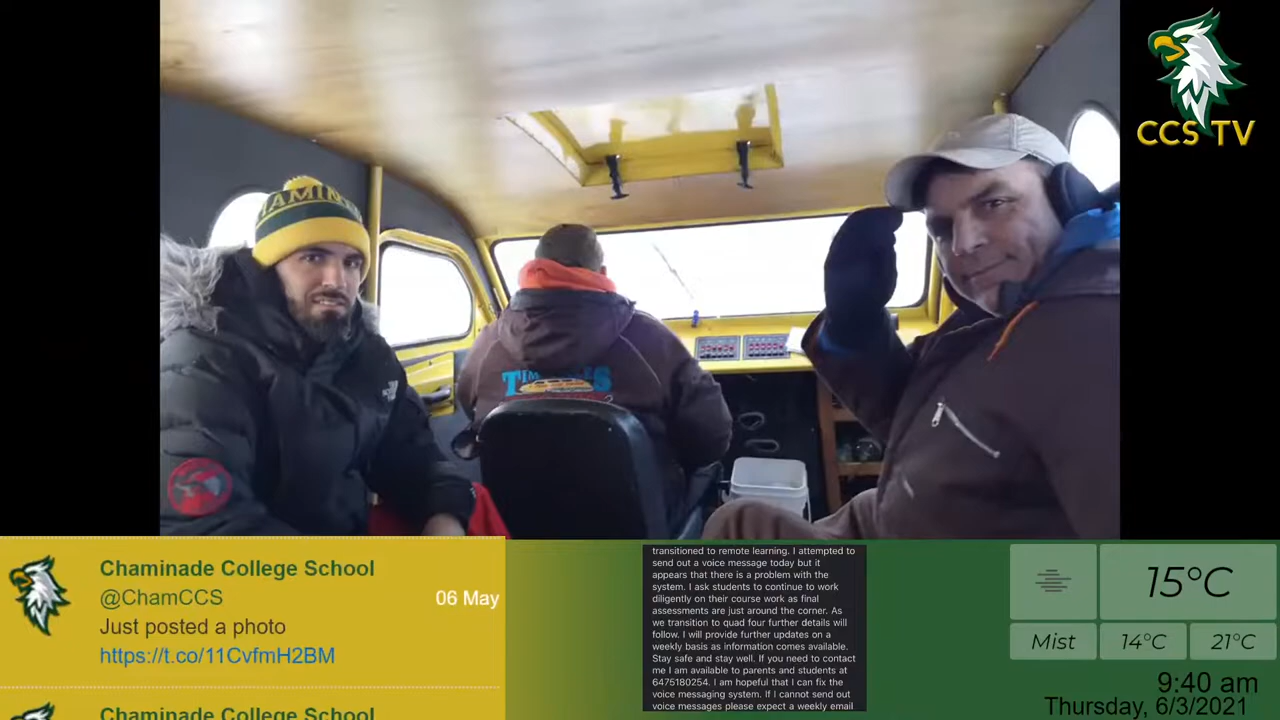 CCS TV
HAMIN
Chaminade College School
@ChamCCS
06 May
Just posted a photo
https://t.co/11CvfmH2BM
Chaminade College School
transitioned to remote learning. I attempted to
send out a voice message today but it
appears that there is a problem with the
system. I ask students to continue to work
diligently on their course work as final
assessments are just around the corner. As
we transition to quad four further details will
follow. I will provide further updates on a
weekly basis as information comes available.
Stay safe and stay well. If you need to contact
me I am available to parents and students at
6475180254. I am hopeful that I can fix the
voice messaging system. If I cannot send out
voice messages please expect a weekly email
15°C
Mist
14°C
21°C
9:40 am
Thursday, 6/3/2021